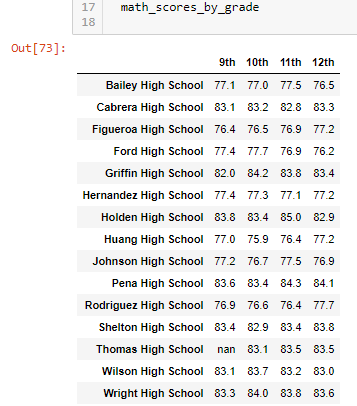 17 math_scores_by_grade
18
Out[73]:
9th 10th 11th 12th
Bailey High School 77.1 77.0 77.5 76.5
Cabrera High School 83.1 83.2 82.8 83.3
Figueroa High School 76.4 76.5 76.9 77.2
Ford High School 77.4 77.7 76.9 76.2
Griffin High School 82.0 84.2 83.8 83.4
Hernandez High School 77.4 77.3 77.1 77.2
Holden High School 83.8 83.4 85.0 82.9
Huang High School 77.0 75.9 76.4 77.2
Johnson High School 77.2 76.7 77.5 76.9
Pena High School 83.6 83.4 84.3 84.1
Rodriguez High School 76.9 76.6 76.4 77.7
Shelton High School 83.4 82.9 83.4 83.8
Thomas High School nan 83.1 83.5 83.5
Wilson High School 83.1 83.7 83.2 83.0
Wright High School 83.3 84.0 83.8 83.6